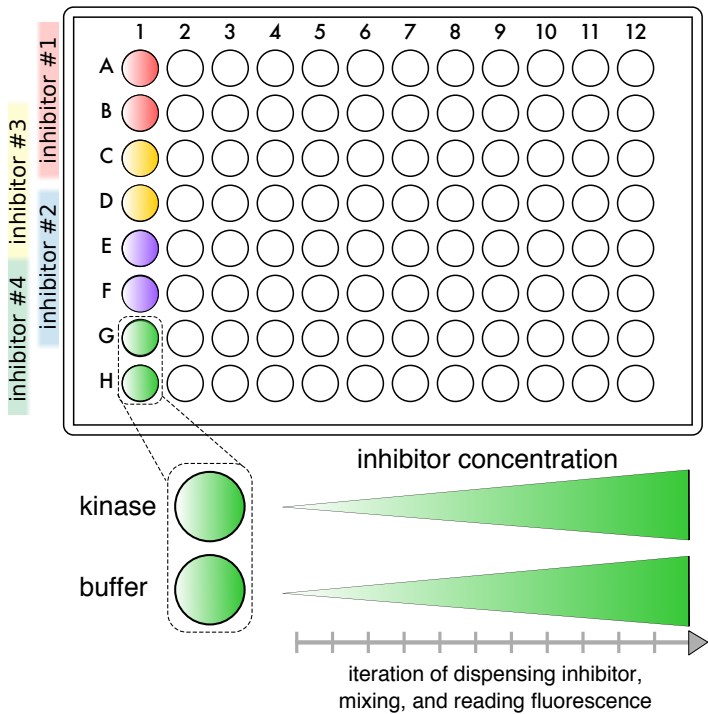 1 2 3 4 5 6 7 8 9 10 11 12
A
B
C
D
E
F
G
H
inhibitor #1
inhibitor #3
inhibitor #2
inhibitor #4
inhibitor concentration
kinase
buffer
iteration of dispensing inhibitor,
mixing, and reading fluorescence